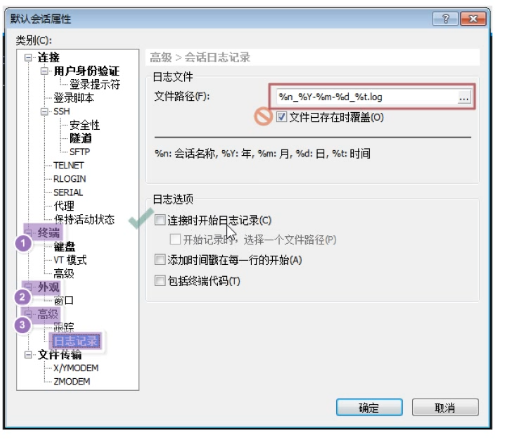 默认会话属性
类别(C):
连接
用户身份验证
登录提示符
登录脚本
SSH
安全性
隧道
SFTP
TELNET
RLOGIN
SERIAL
代理
保持活动状态
终端
1
键盘
VT 模式
高级
外观
2
窗口
高级
3
跟踪
日志记录
文件传输
X/YMODEM
ZMODEM
高级 > 会话日志记录
日志文件
文件路径(F):
%n_%Y-%m-%d_%t.log
...
文件已存在时覆盖(O)
%n: 会话名称, %Y: 年, %m: 月, %d: 日, %t: 时间
日志选项
连接时开始日志记录(C)
开始记录时，选择一个文件路径(P)
添加时间戳在每一行的开始(A)
包括终端代码(T)
确定
取消